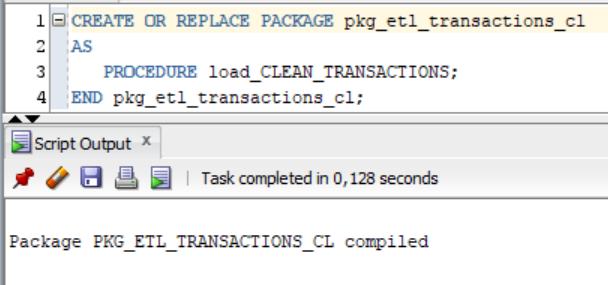 1 CREATE OR REPLACE PACKAGE pkg_etl_transactions_cl
2 AS
3 PROCEDURE load_CLEAN_TRANSACTIONS;
4 END pkg_etl_transactions_cl;
Script Output x
Task completed in 0,128 seconds
Package PKG_ETL_TRANSACTIONS_CL compiled